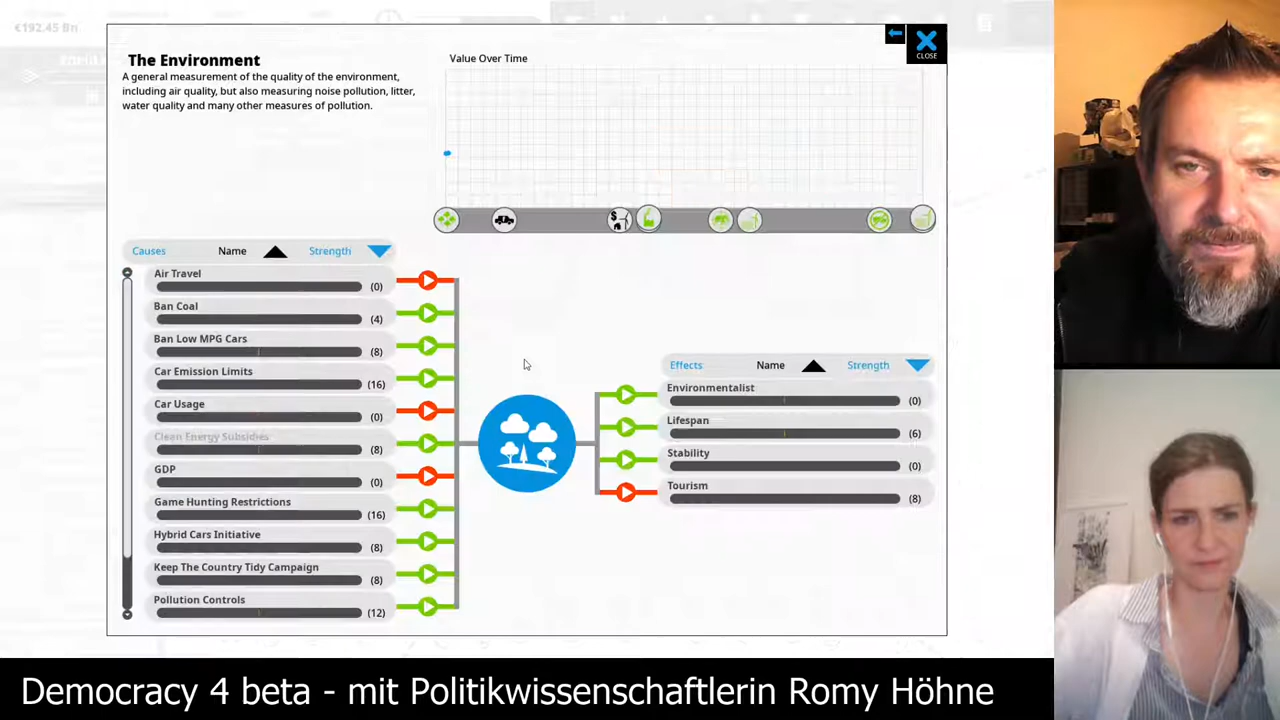 €192.45 Bn
The Environment
A general measurement of the quality of the environment,
including air quality, but also measuring noise pollution, litter,
water quality and many other measures of pollution.
Value Over Time
CLOSE
$
Causes Name Strength
Air Travel
(0)
Ban Coal
(4)
Ban Low MPG Cars
(8)
Car Emission Limits
(16)
Car Usage
(0)
Clean Energy Subsidies
(8)
GDP
(0)
Game Hunting Restrictions
(16)
Hybrid Cars Initiative
(8)
Keep The Country Tidy Campaign
(8)
Pollution Controls
(12)
Effects Name Strength
Environmentalist
(0)
Lifespan
(6)
Stability
(0)
Tourism
(8)
Democracy 4 beta - mit Politikwissenschaftlerin Romy Höhne